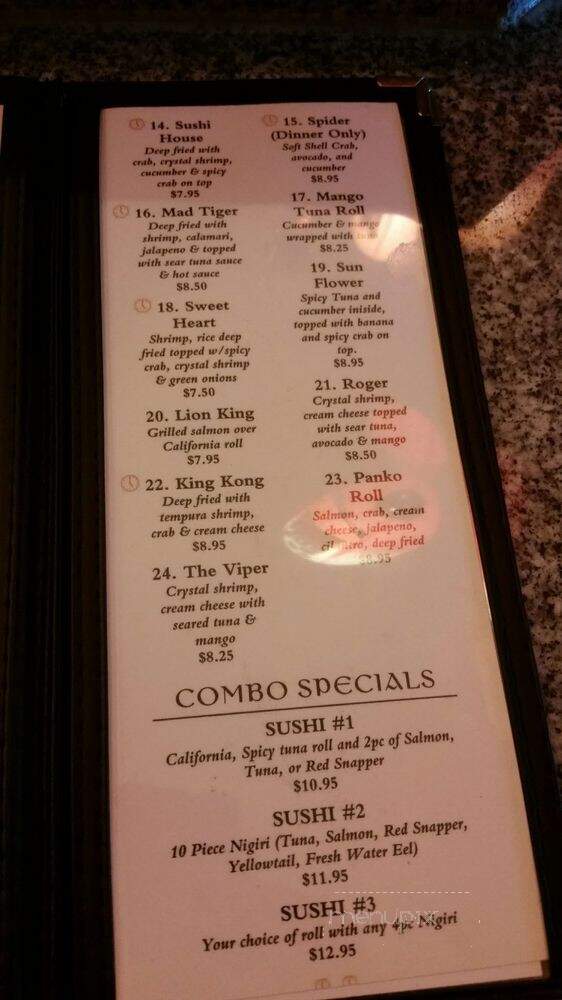 14. Sushi
House
Deep fried with
crab, crystal shrimp,
cucumber & spicy
crab on top
$7.95
15. Spider
(Dinner Only)
Soft Shell Crab,
avocado, and
cucumber
$8.95
16. Mad Tiger
Deep fried with
shrimp, calamari,
jalapeno & topped
with sear tuna sauce
& hot sauce
$8.50
17. Mango
Tuna Roll
Cucumber & mango
wrapped with tuna
$8.25
18. Sweet
Heart
Shrimp, rice deep
fried topped w/spicy
crab, crystal shrimp
& green onions
$7.50
19. Sun
Flower
Spicy Tuna and
cucumber iniside,
topped with banana
and spicy crab on
top.
$8.95
20. Lion King
Grilled salmon over
California roll
$7.95
21. Roger
Crystal shrimp,
cream cheese topped
with sear tuna,
avocado & mango
$8.50
22. King Kong
Deep fried with
tempura shrimp,
crab & cream cheese
$8.95
23. Panko
Roll
Salmon, crab, cream
cheese, jalapeno,
cilantro, deep fried
$8.95
24. The Viper
Crystal shrimp,
cream cheese with
seared tuna &
mango
$8.25
COMBO SPECIALS
SUSHI #1
California, Spicy tuna roll and 2pc of Salmon,
Tuna, or Red Snapper
$10.95
SUSHI #2
10 Piece Nigiri (Tuna, Salmon, Red Snapper,
Yellowtail, Fresh Water Eel)
$11.95
SUSHI #3
Your choice of roll with any 4pc Nigiri
$12.95
menupix